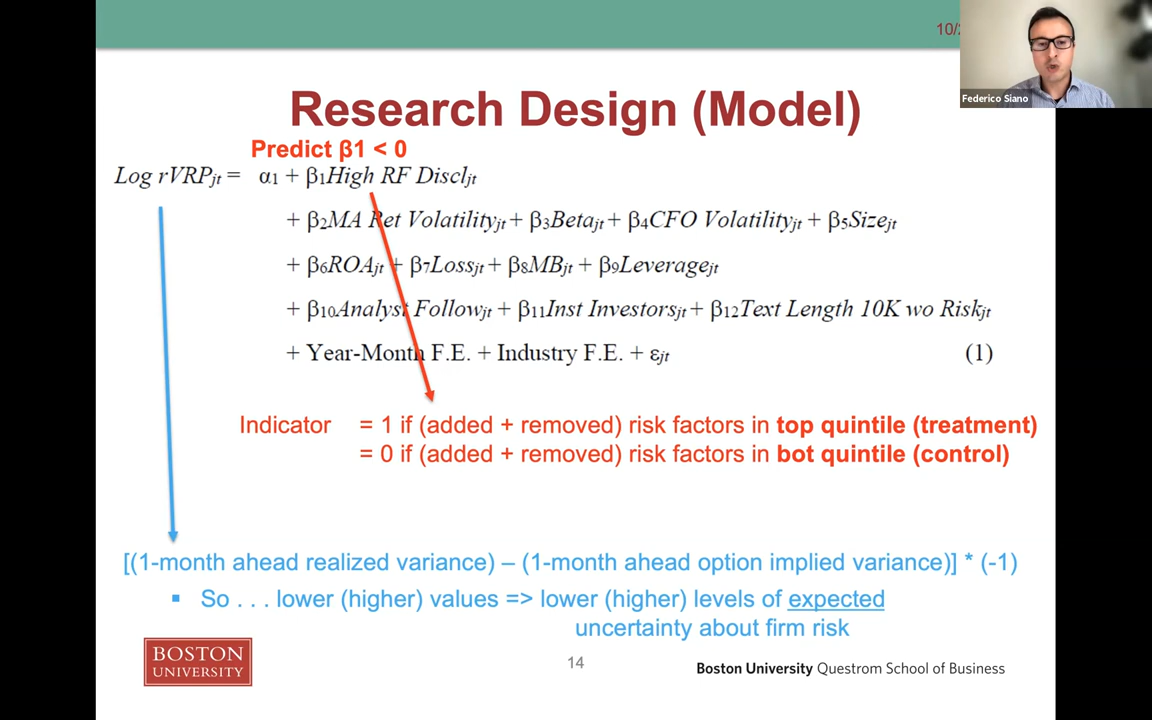 10/
Federico Siano
Research Design (Model)
Predict β1 < 0
Log rVRPjt = α1 + β1High RF Discljt
+ β2MA Ret Volatilityjt + β3Betajt + β4CFO Volatilityjt + β5Sizejt
+ β6ROAjt + β7Lossjt + β8MBjt + β9Leveragejt
+ β10Analyst Followjt + β11Inst Investorsjt + β12Text Length 10K wo Riskjt
+ Year-Month F.E. + Industry F.E. + εjt (1)
Indicator = 1 if (added + removed) risk factors in top quintile (treatment)
= 0 if (added + removed) risk factors in bot quintile (control)
[(1-month ahead realized variance) – (1-month ahead option implied variance)] * (-1)
▪ So . . . lower (higher) values => lower (higher) levels of expected
uncertainty about firm risk
BOSTON
UNIVERSITY
14
Boston University Questrom School of Business